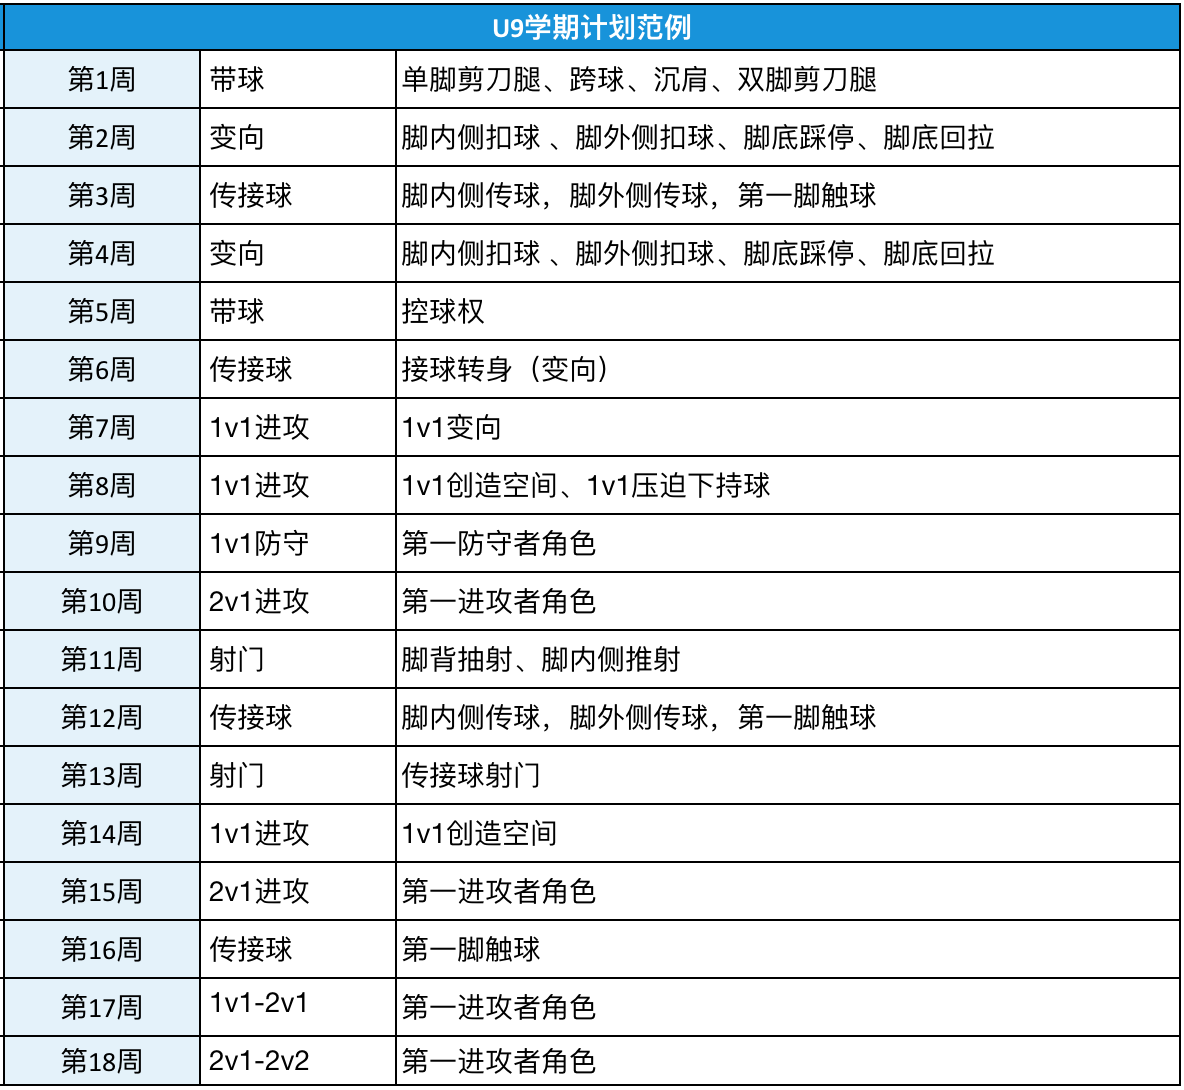 U9学期计划范例
第1周 带球 单脚剪刀腿、跨球、沉肩、双脚剪刀腿
第2周 变向 脚内侧扣球 、脚外侧扣球、脚底踩停、脚底回拉
第3周 传接球 脚内侧传球，脚外侧传球，第一脚触球
第4周 变向 脚内侧扣球 、脚外侧扣球、脚底踩停、脚底回拉
第5周 带球 控球权
第6周 传接球 接球转身（变向）
第7周 1v1进攻 1v1变向
第8周 1v1进攻 1v1创造空间、1v1压迫下持球
第9周 1v1防守 第一防守者角色
第10周 2v1进攻 第一进攻者角色
第11周 射门 脚背抽射、脚内侧推射
第12周 传接球 脚内侧传球，脚外侧传球，第一脚触球
第13周 射门 传接球射门
第14周 1v1进攻 1v1创造空间
第15周 2v1进攻 第一进攻者角色
第16周 传接球 第一脚触球
第17周 1v1-2v1 第一进攻者角色
第18周 2v1-2v2 第一进攻者角色